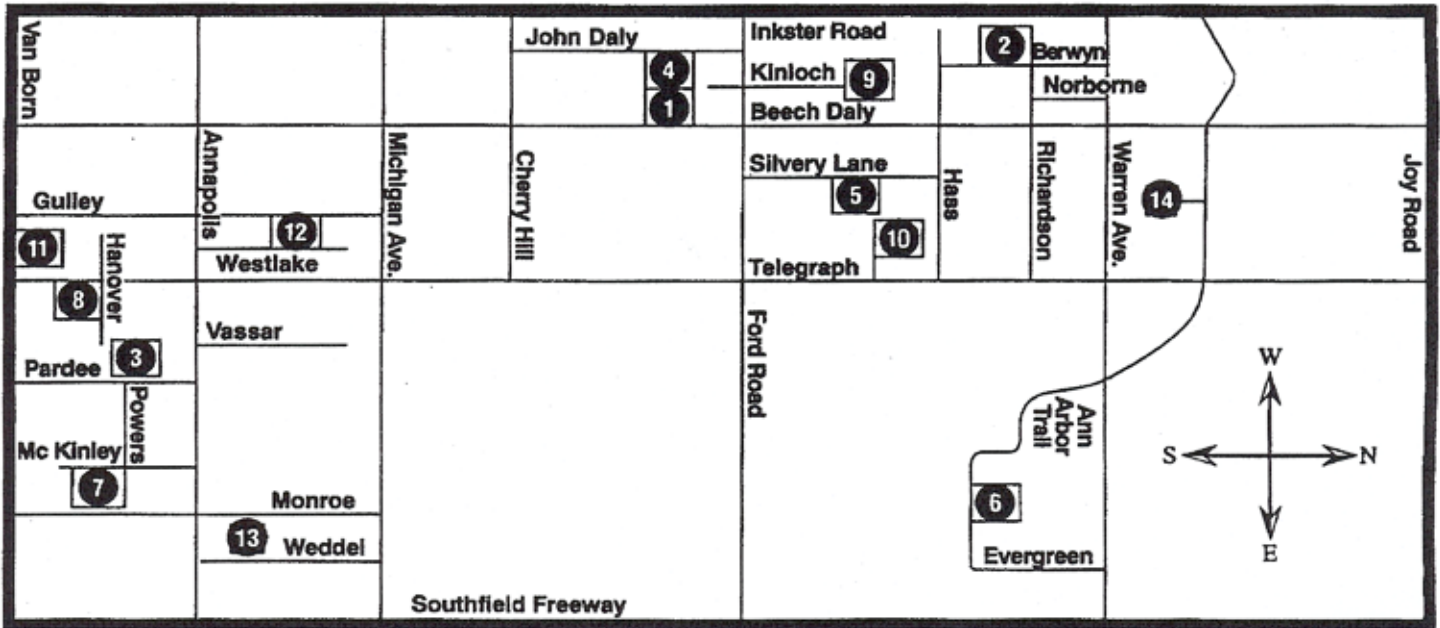 Van Born
John Daly
Inkster Road
2
Berwyn
4
Kinloch
9
Norborne
1
Beech Daly
Annapolis
Michigan Ave.
Cherry Hill
Silvery Lane
Hass
Richardson
Warren Ave.
Joy Road
5
14
Gulley
11
Hanover
12
Westlake
10
Telegraph
8
Vassar
Ford Road
3
Pardee
Powers
W
Ann
Arbor
Trail
Mc Kinley
S
N
7
Monroe
6
13
Weddel
Evergreen
E
Southfield Freeway